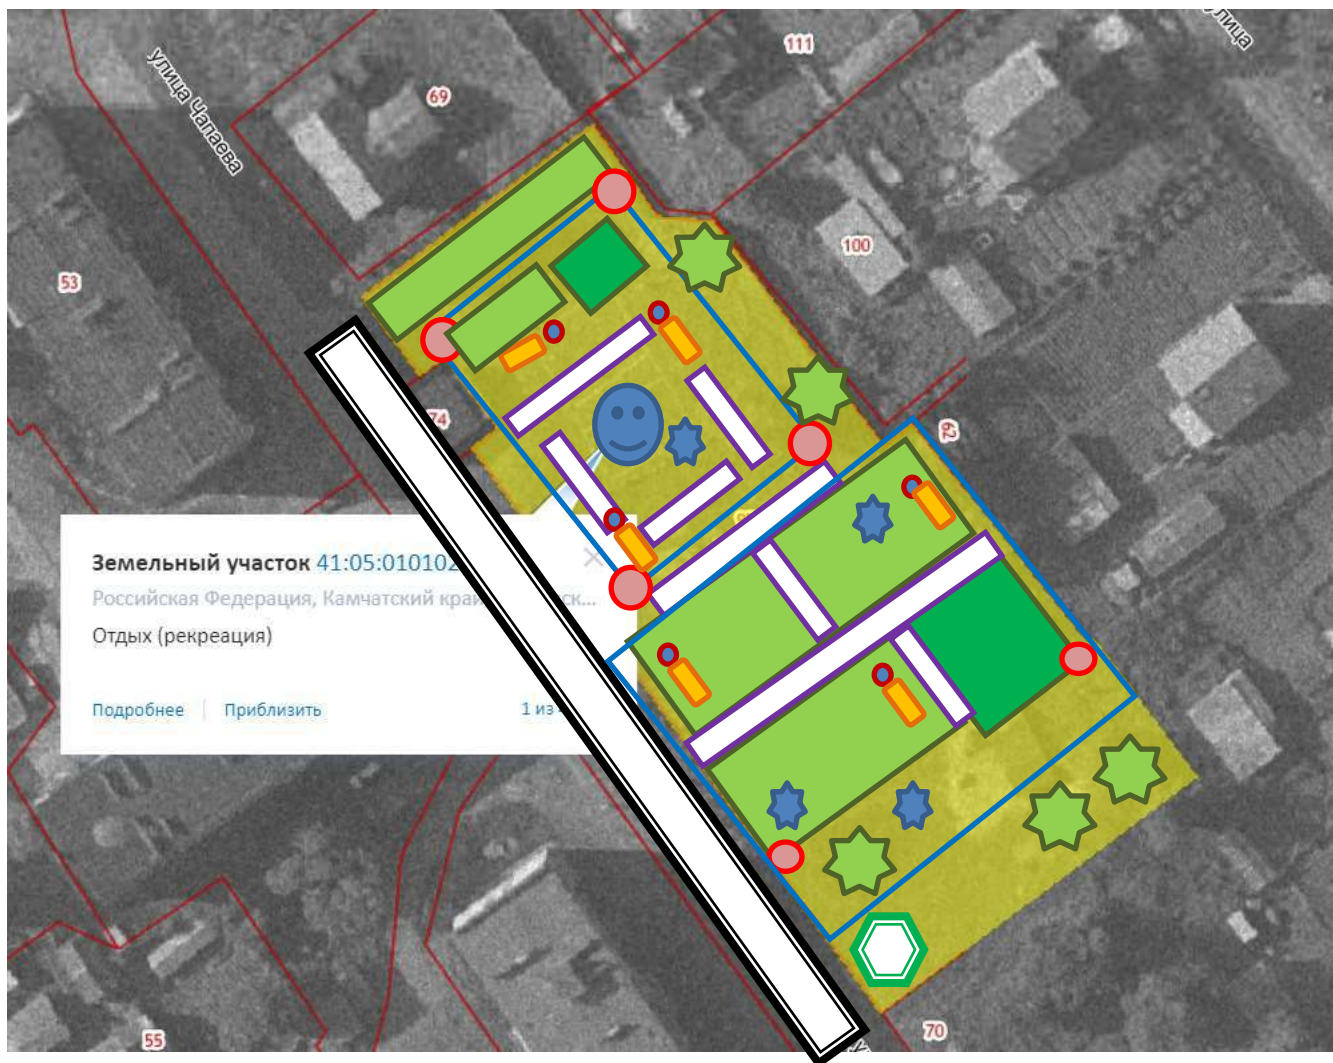 улица
111
улица Чапаева
69
100
53
74
62
Земельный участок 41:05:010102
Российская Федерация, Камчатский край
Отдых (рекреация)
Подробнее
Приблизить
1 из
70
55